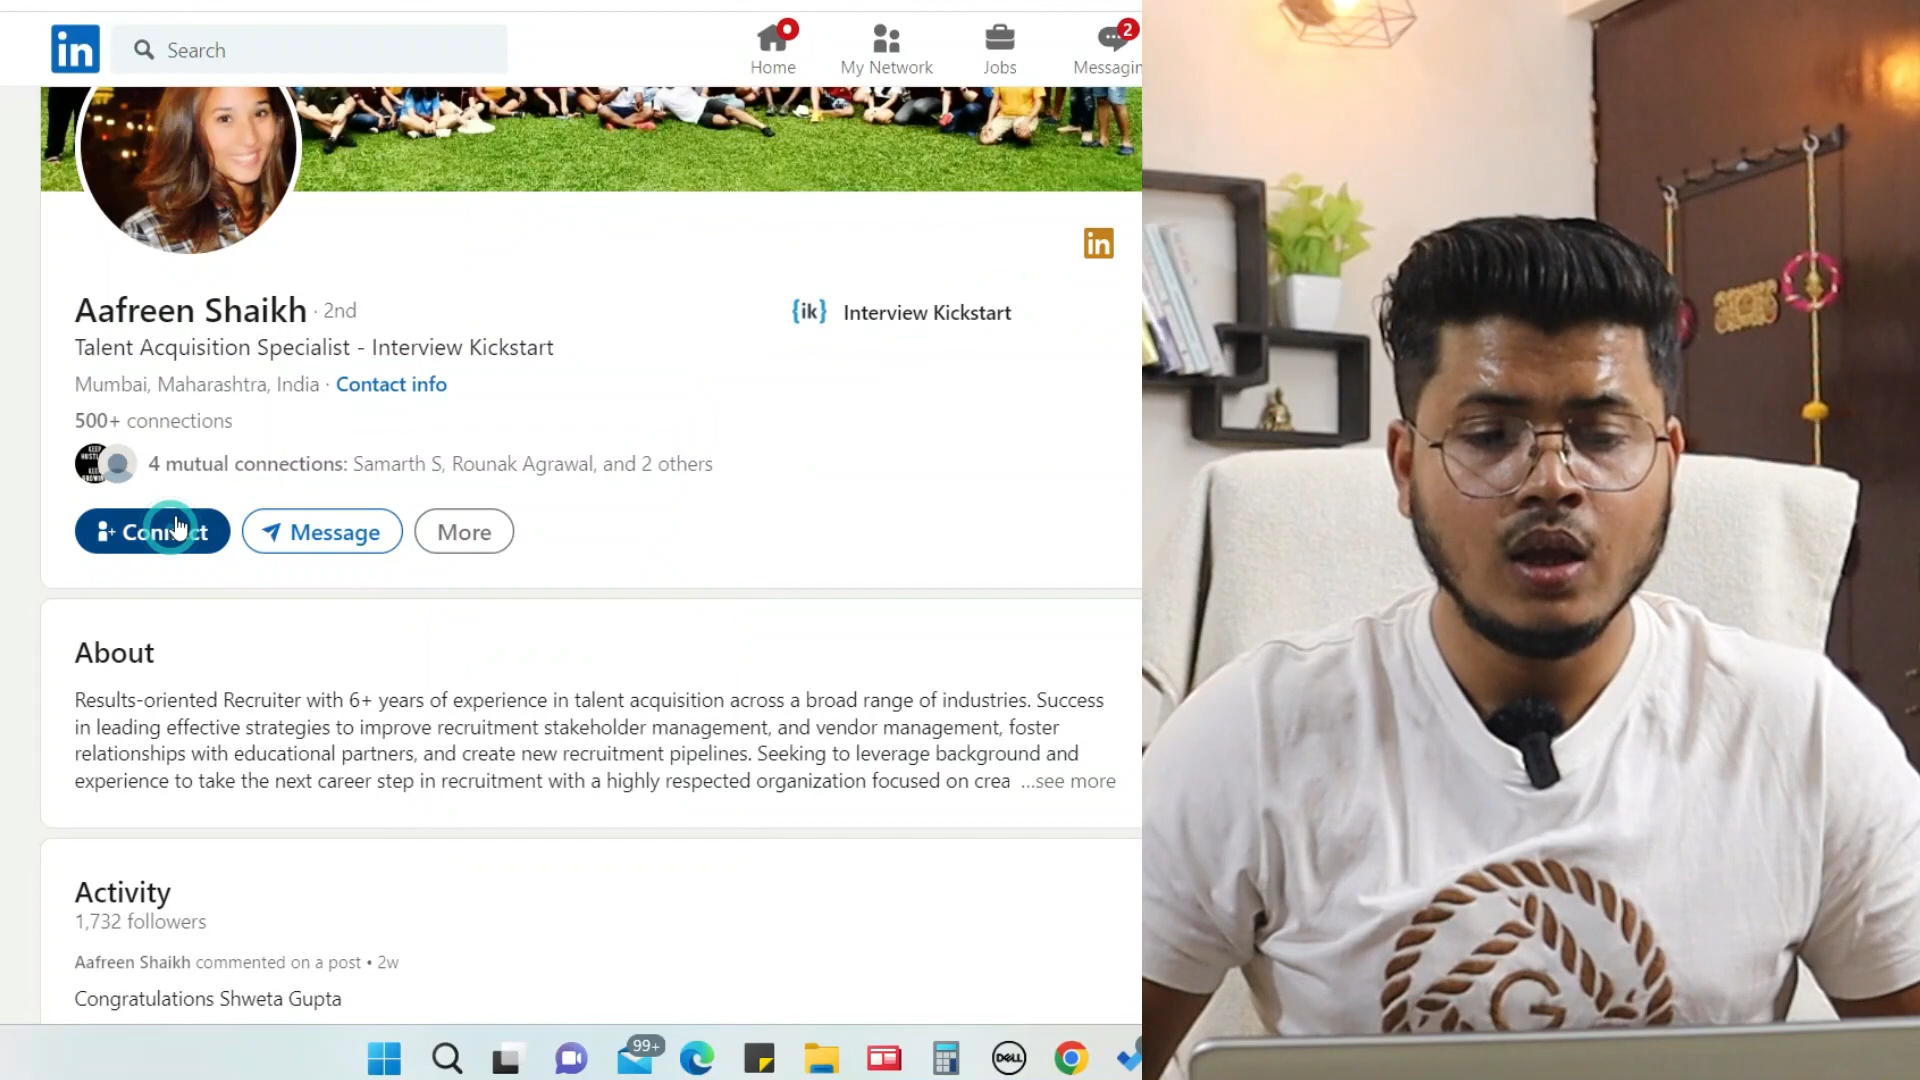 in
Search
Home
My Network
Jobs
Messagin
2
in
Aafreen Shaikh · 2nd
{ik} Interview Kickstart
Talent Acquisition Specialist - Interview Kickstart
Mumbai, Maharashtra, India · Contact info
500+ connections
4 mutual connections: Samarth S, Rounak Agrawal, and 2 others
Connect
Message
More
About
Results-oriented Recruiter with 6+ years of experience in talent acquisition across a broad range of industries. Success
in leading effective strategies to improve recruitment stakeholder management, and vendor management, foster
relationships with educational partners, and create new recruitment pipelines. Seeking to leverage background and
experience to take the next career step in recruitment with a highly respected organization focused on crea ...see more
Activity
1,732 followers
Aafreen Shaikh commented on a post • 2w
Congratulations Shweta Gupta
99+
DELL
G